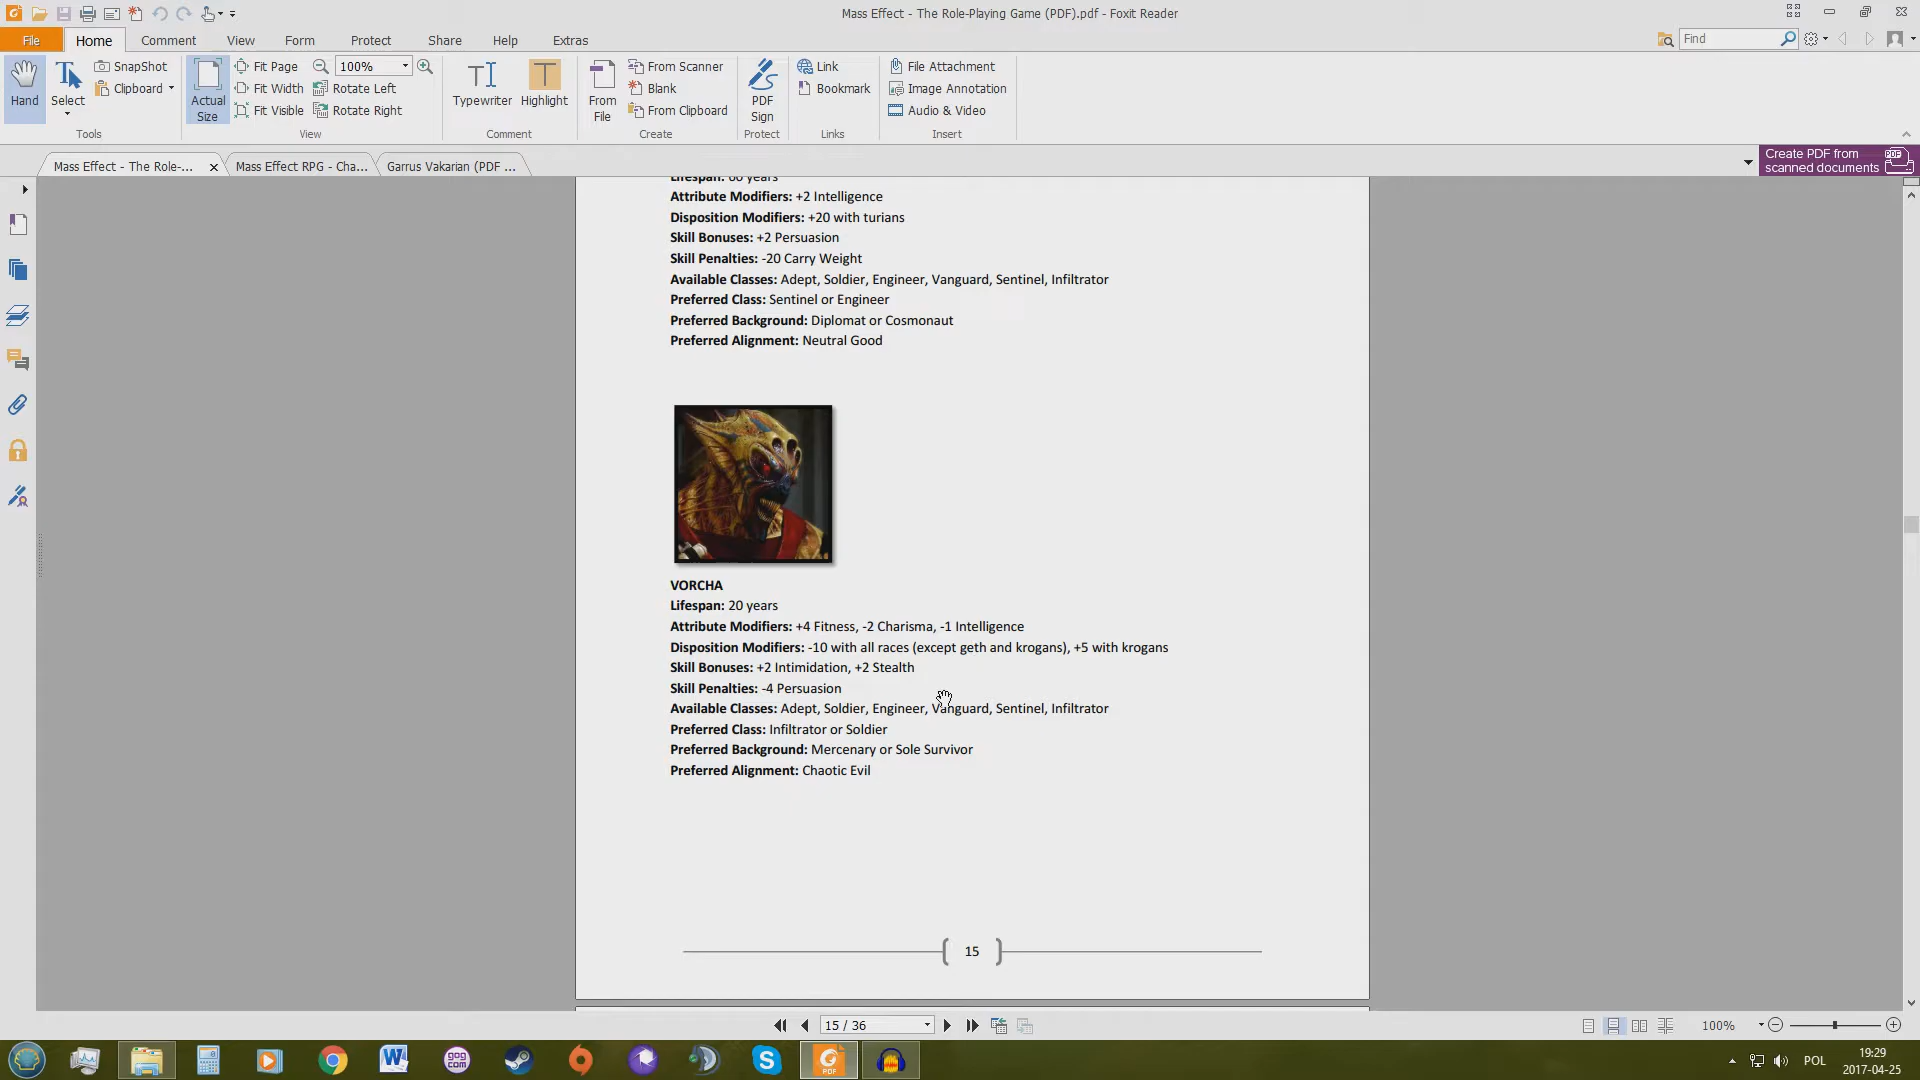 Mass Effect - The Role-Playing Game (PDF).pdf - Foxit Reader
File Home Comment View Form Protect Share Help Extras
Find
Hand
Select
SnapShot
Clipboard
Tools
Actual Size
Fit Page
Fit Width
Fit Visible
100%
Rotate Left
Rotate Right
View
Typewriter
Highlight
Comment
From File
From Scanner
Blank
From Clipboard
Create
PDF Sign
Protect
Link
Bookmark
Links
File Attachment
Image Annotation
Audio & Video
Insert
Mass Effect - The Role-...
Mass Effect RPG - Cha...
Garrus Vakarian (PDF ...
Create PDF from
scanned documents
PDF
Lifespan: 60 years
Attribute Modifiers: +2 Intelligence
Disposition Modifiers: +20 with turians
Skill Bonuses: +2 Persuasion
Skill Penalties: -20 Carry Weight
Available Classes: Adept, Soldier, Engineer, Vanguard, Sentinel, Infiltrator
Preferred Class: Sentinel or Engineer
Preferred Background: Diplomat or Cosmonaut
Preferred Alignment: Neutral Good
VORCHA
Lifespan: 20 years
Attribute Modifiers: +4 Fitness, -2 Charisma, -1 Intelligence
Disposition Modifiers: -10 with all races (except geth and krogans), +5 with krogans
Skill Bonuses: +2 Intimidation, +2 Stealth
Skill Penalties: -4 Persuasion
Available Classes: Adept, Soldier, Engineer, Vanguard, Sentinel, Infiltrator
Preferred Class: Infiltrator or Soldier
Preferred Background: Mercenary or Sole Survivor
Preferred Alignment: Chaotic Evil
15
15 / 36
100%
W
gog
com
S
PDF
POL
19:29
2017-04-25